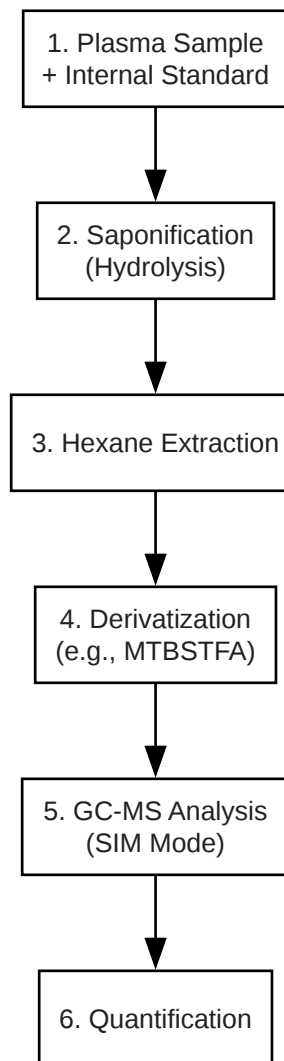 1. Plasma Sample
+ Internal Standard
2. Saponification
(Hydrolysis)
3. Hexane Extraction
4. Derivatization
(e.g., MTBSTFA)
5. GC-MS Analysis
(SIM Mode)
6. Quantification